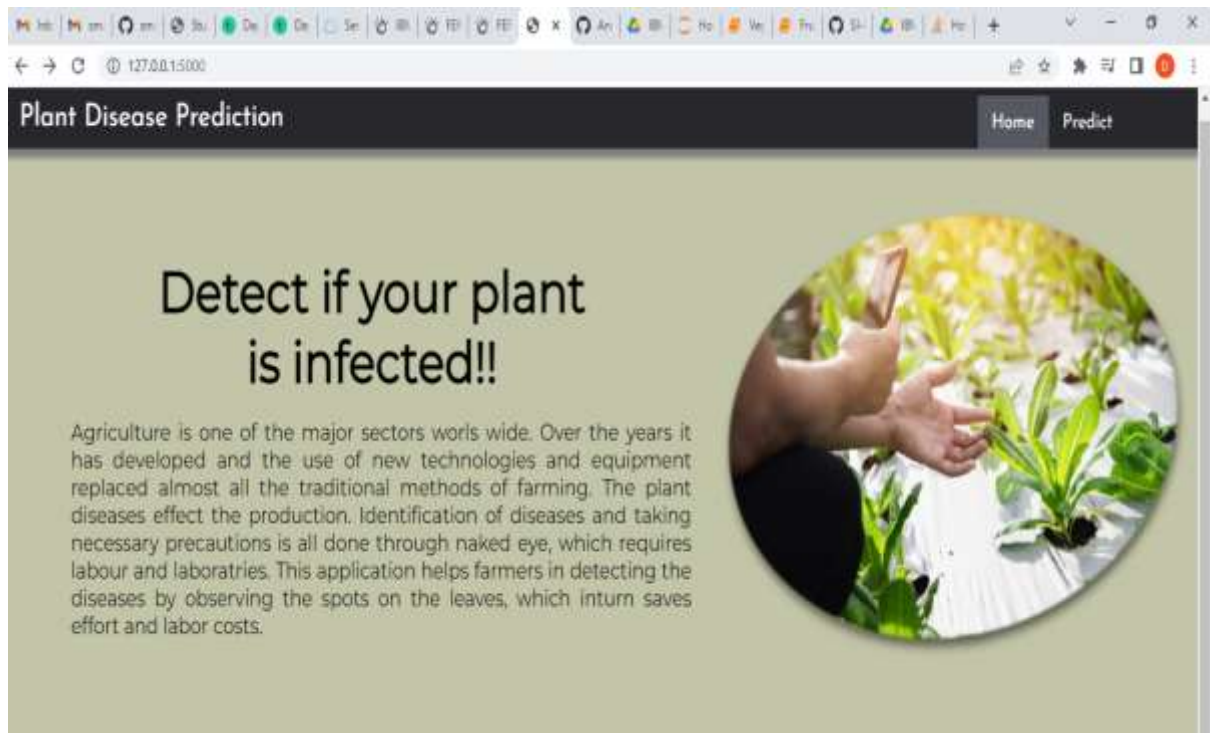 127.0.0.1:5000
Plant Disease Prediction
Home
Predict
Detect if your plant
is infected!!
Agriculture is one of the major sectors worls wide. Over the years it
has developed and the use of new technologies and equipment
replaced almost all the traditional methods of farming. The plant
diseases effect the production. Identification of diseases and taking
necessary precautions is all done through naked eye, which requires
labour and laboratries. This application helps farmers in detecting the
diseases by observing the spots on the leaves, which inturn saves
effort and labor costs.